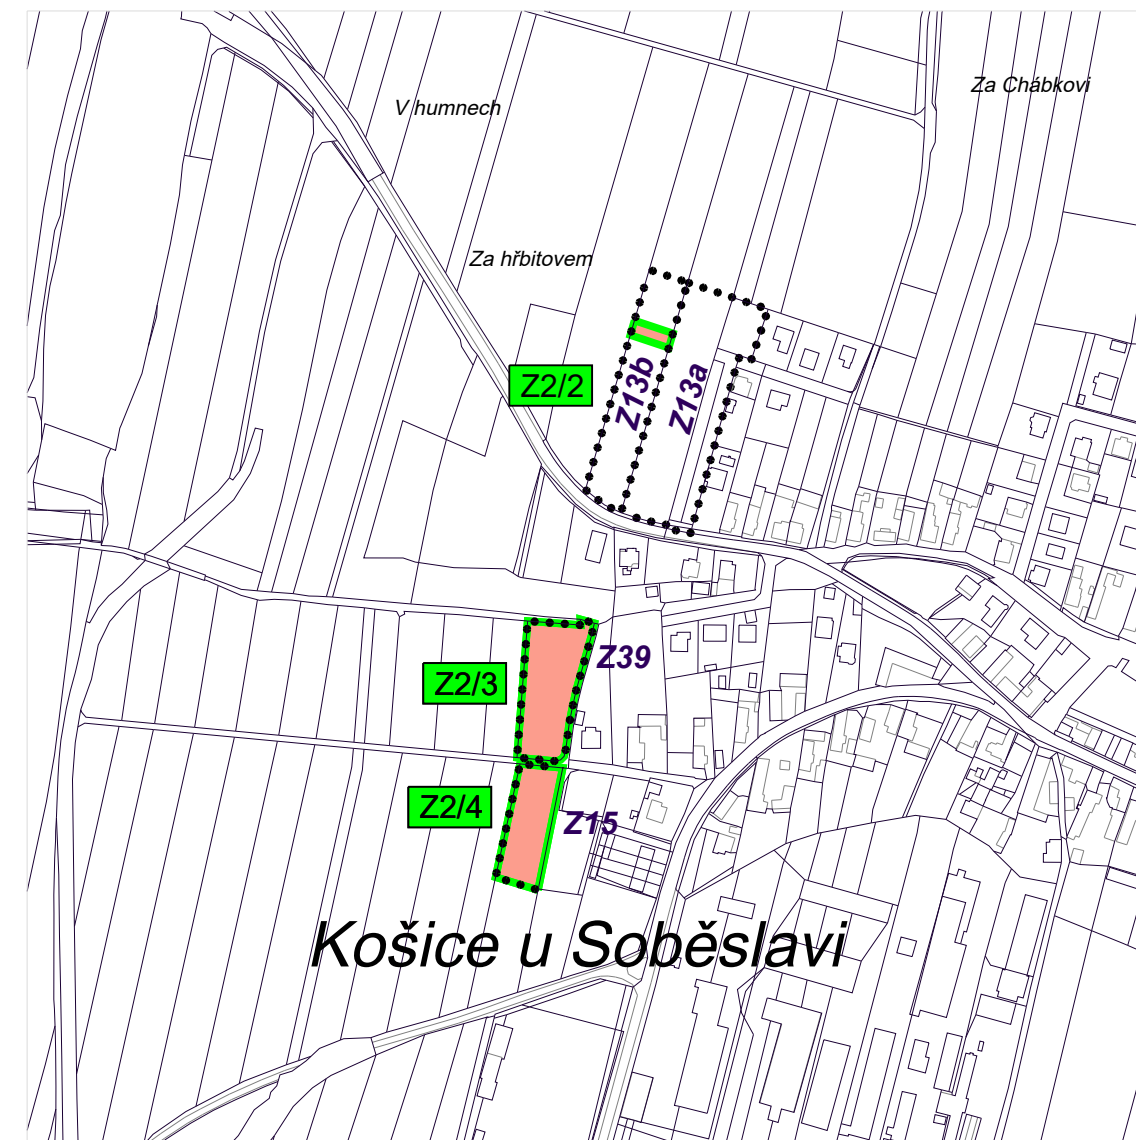 Za Chábkovi
V humnech
Za hřbitovem
Z2/2
Z13b
Z13a
Z39
Z2/3
Z2/4
Z15
Košice u Soběslavi